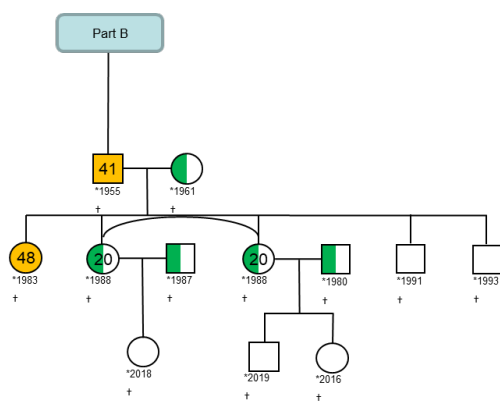 Part B
41
*1955 *1961
† †
48 20 20
*1983 *1988 *1987 *1988 *1980 *1991 *1993
† † † † † † †
*2018 *2019 *2016
† † †